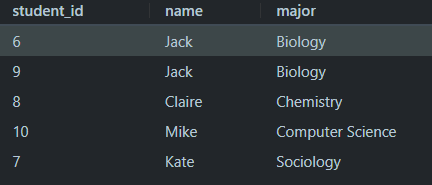 student_id name major
6 Jack Biology
9 Jack Biology
8 Claire Chemistry
10 Mike Computer Science
7 Kate Sociology